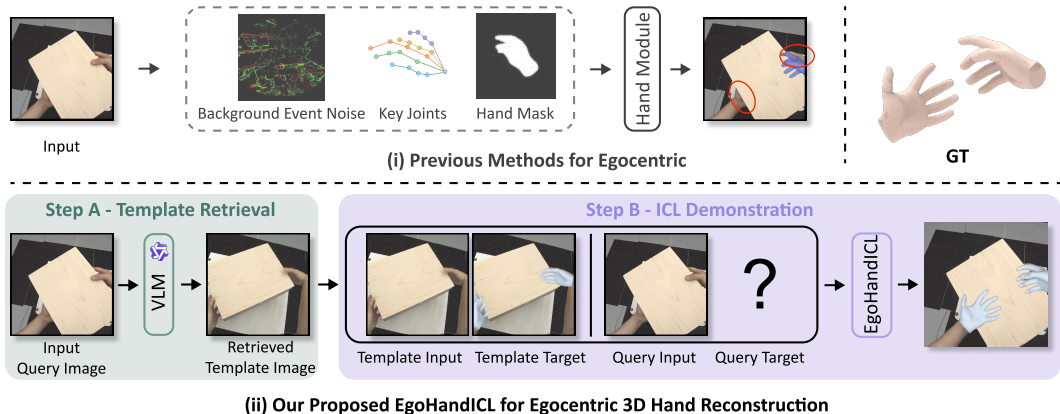 Input
Background Event Noise
Key Joints
Hand Mask
Hand Module
(i) Previous Methods for Egocentric
GT
Step A - Template Retrieval
Input
Query Image
VLM
Retrieved
Template Image
Step B - ICL Demonstration
Template Input
Template Target
Query Input
?
Query Target
EgoHandICL
(ii) Our Proposed EgoHandICL for Egocentric 3D Hand Reconstruction